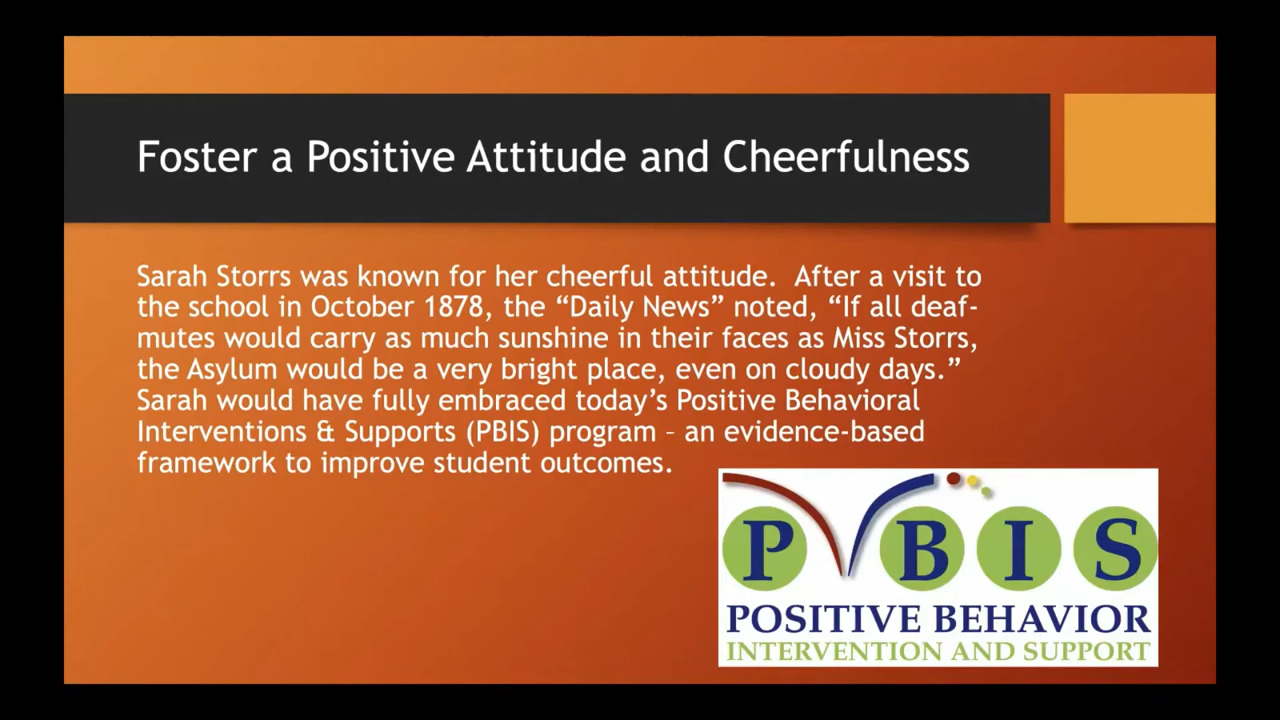 Foster a Positive Attitude and Cheerfulness
Sarah Storrs was known for her cheerful attitude.  After a visit to
the school in October 1878, the “Daily News” noted, “If all deaf-
mutes would carry as much sunshine in their faces as Miss Storrs,
the Asylum would be a very bright place, even on cloudy days.”
Sarah would have fully embraced today’s Positive Behavioral
Interventions & Supports (PBIS) program – an evidence-based
framework to improve student outcomes.
PBIS
POSITIVE BEHAVIOR
INTERVENTION AND SUPPORT